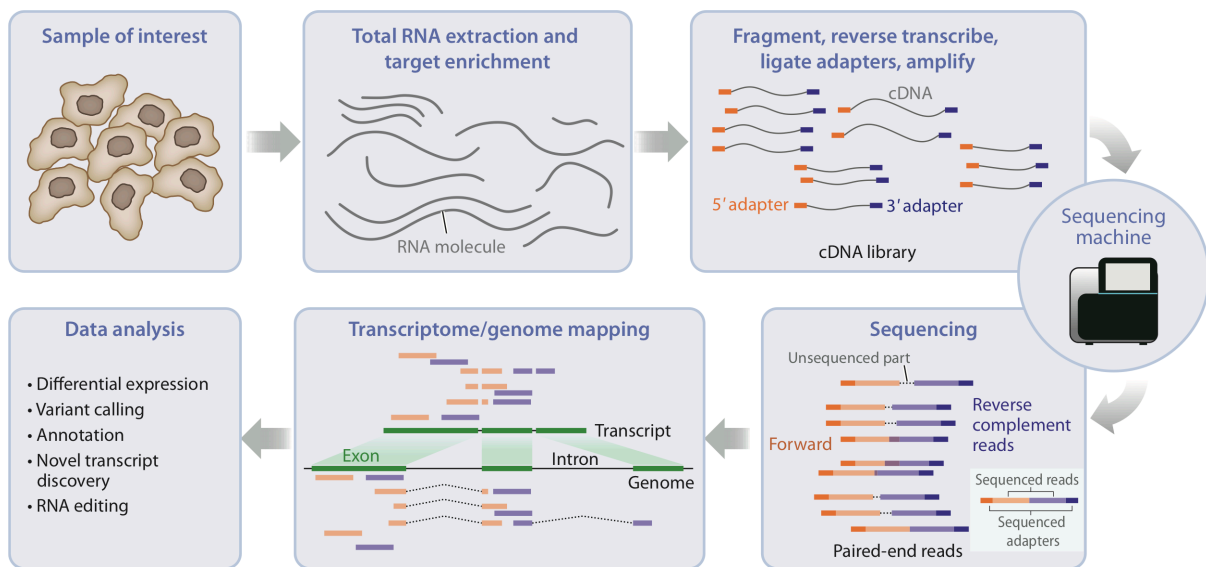 Sample of interest
Total RNA extraction and
target enrichment
RNA molecule
Fragment, reverse transcribe,
ligate adapters, amplify
cDNA
5′ adapter
3′ adapter
cDNA library
Sequencing
machine
Sequencing
Unsequenced part
Reverse
complement
reads
Forward
Sequenced reads
Sequenced
adapters
Paired-end reads
Transcriptome/genome mapping
Transcript
Exon
Intron
Genome
Data analysis
• Differential expression
• Variant calling
• Annotation
• Novel transcript
discovery
• RNA editing